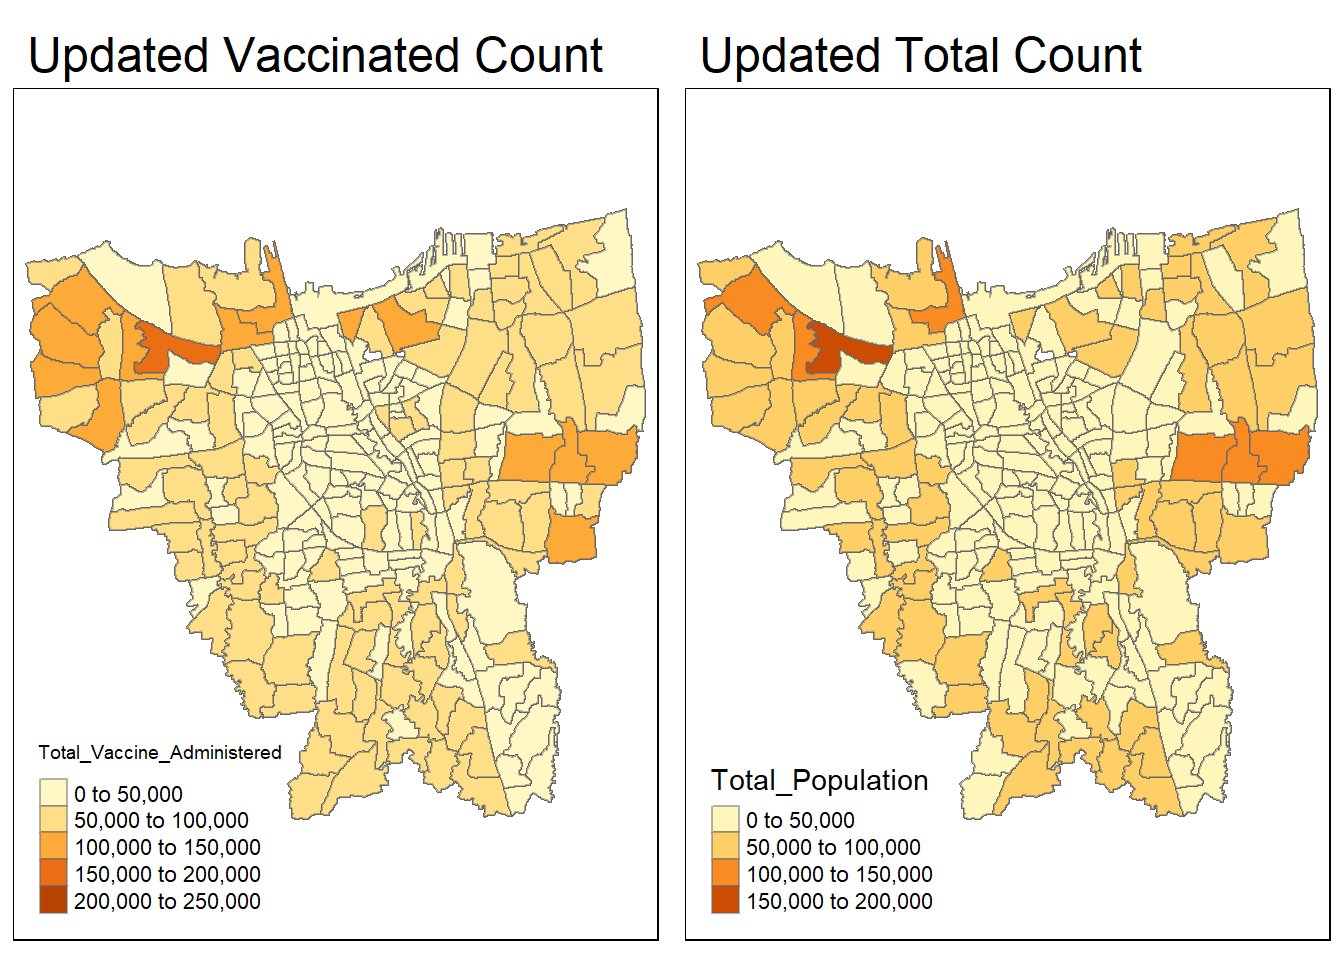 Updated Vaccinated Count
Updated Total Count
Total_Vaccine_Administered
0 to 50,000
50,000 to 100,000
100,000 to 150,000
150,000 to 200,000
200,000 to 250,000
Total_Population
0 to 50,000
50,000 to 100,000
100,000 to 150,000
150,000 to 200,000